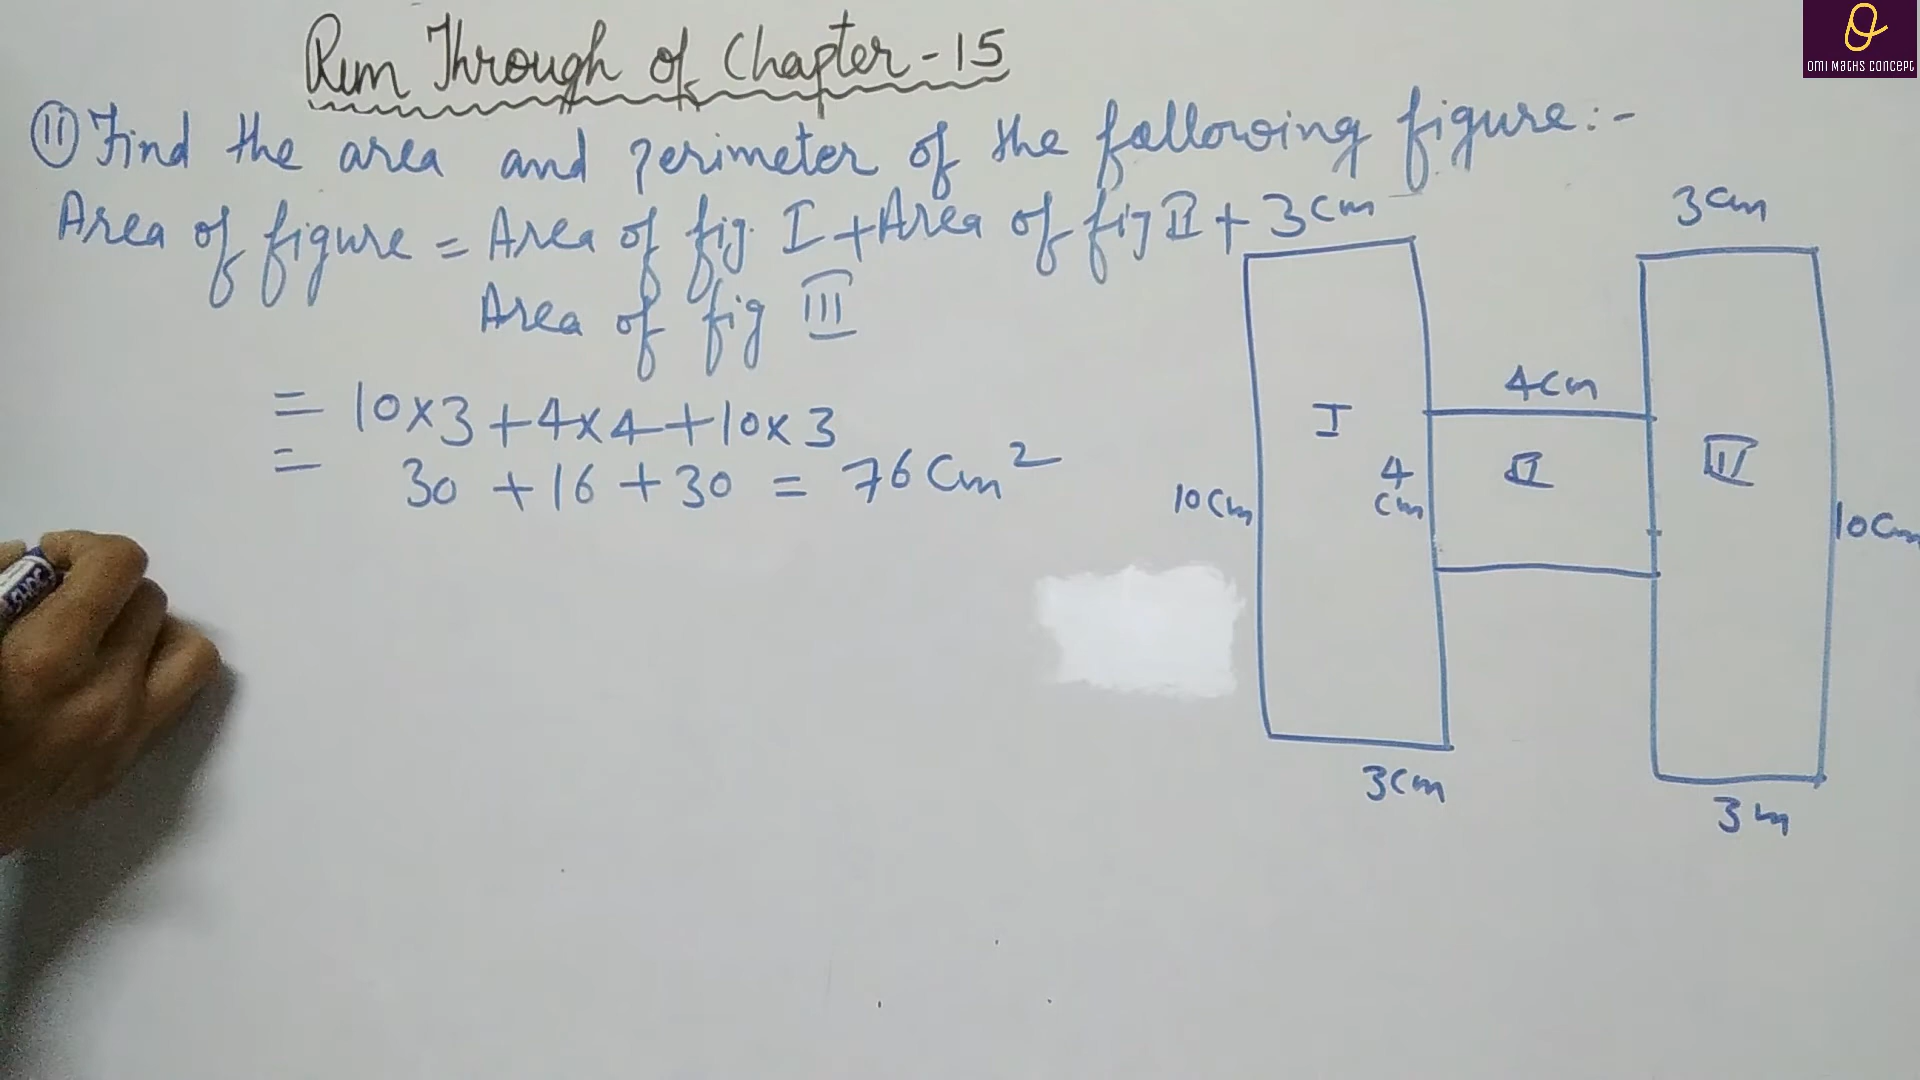 Run Through of Chapter-15
OMI MATHS CONCEPT
11 Find the area and perimeter of the following figure:-
Area of figure = Area of fig. I + Area of fig II +
Area of fig III
= 10×3+4×4+10×3
= 30 + 16 + 30 = 76 cm²
3cm
3cm
4cm
I
4
cm
II
III
10cm
10cm
3cm
3m